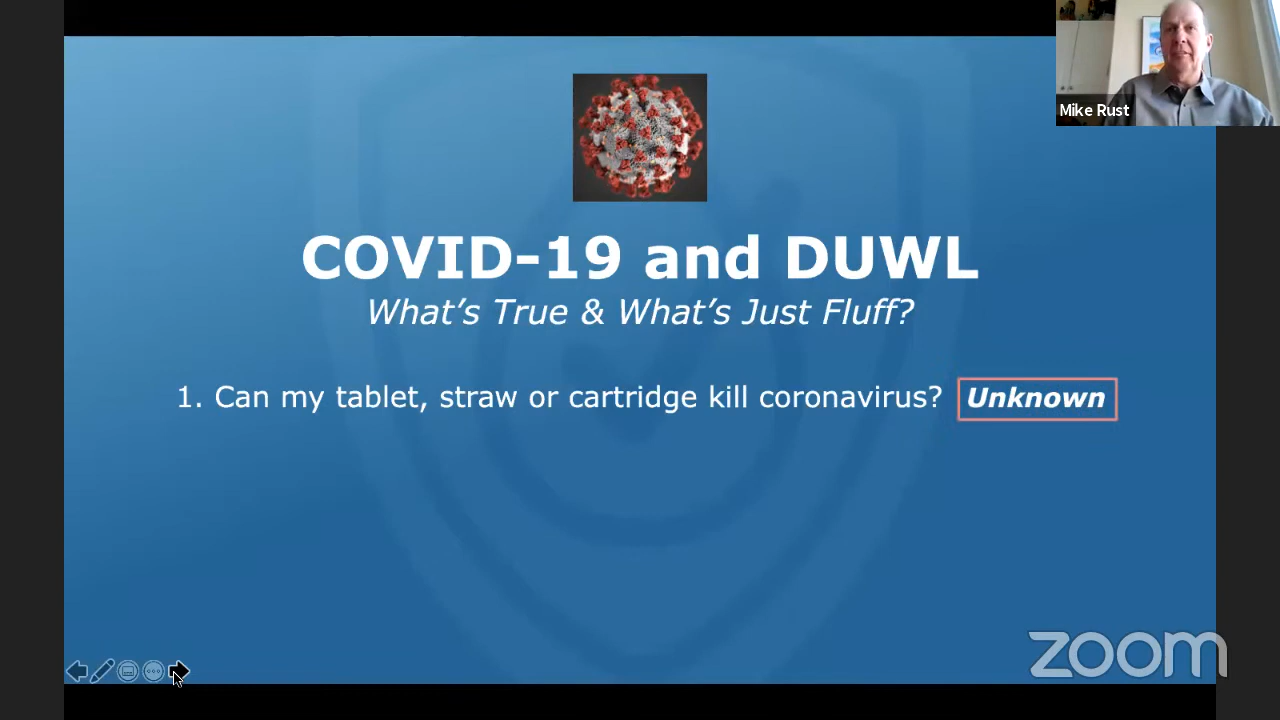 Mike Rust
COVID-19 and DUWL
What's True & What's Just Fluff?
1. Can my tablet, straw or cartridge kill coronavirus? Unknown
zoom